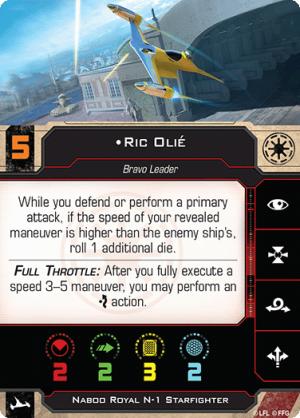 5
•Ric Olié
Bravo Leader
While you defend or perform a primary
attack, if the speed of your revealed
maneuver is higher than the enemy ship's,
roll 1 additional die.
Full Throttle: After you fully execute a
speed 3–5 maneuver, you may perform an
action.
2 2 2 2
Naboo Royal N-1 Starfighter
©LFL ©FFG